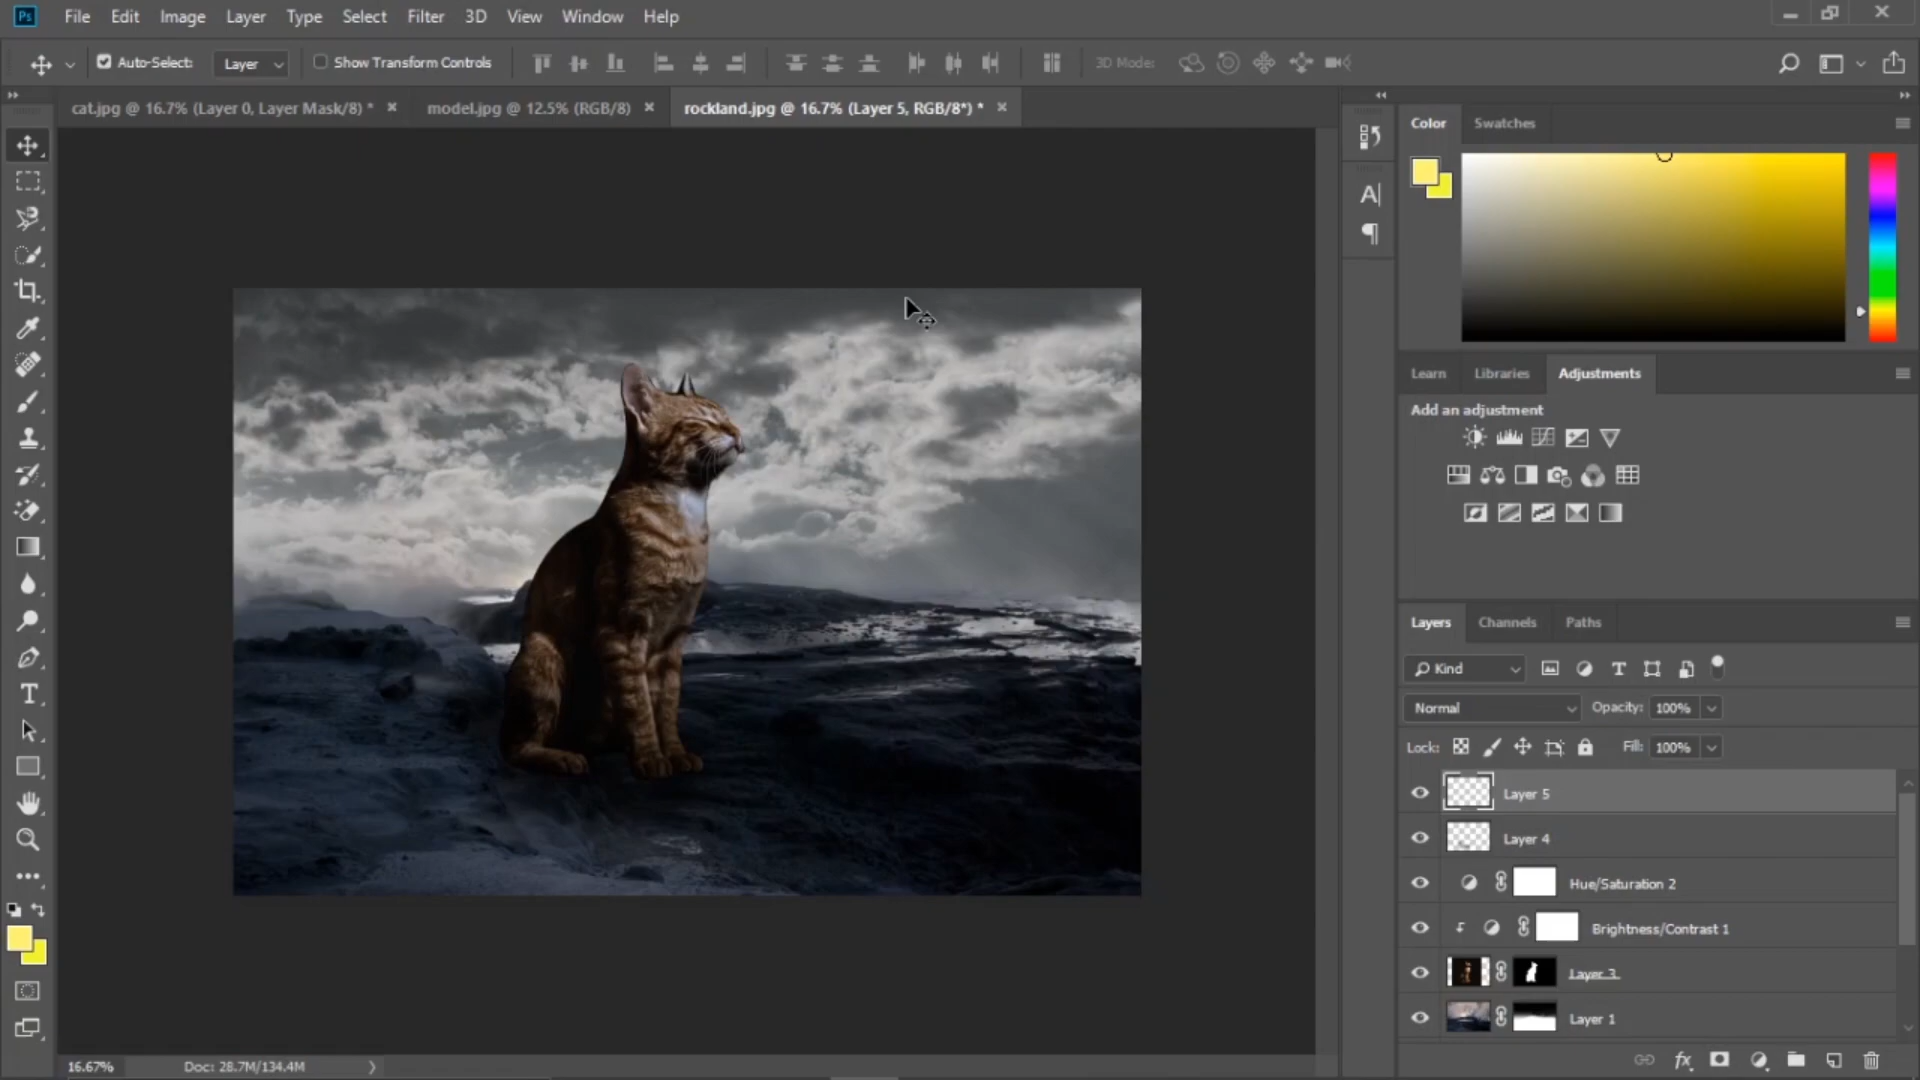 Ps File Edit Image Layer Type Select Filter 3D View Window Help
Auto-Select: Layer Show Transform Controls 3D Mode:
cat.jpg @ 16.7% (Layer 0, Layer Mask/8) * × model.jpg @ 12.5% (RGB/8) × rockland.jpg @ 16.7% (Layer 5, RGB/8*) * ×
Color Swatches
Learn Libraries Adjustments
Add an adjustment
Layers Channels Paths
Kind
Normal Opacity: 100%
Lock: Fill: 100%
Layer 5
Layer 4
Hue/Saturation 2
Brightness/Contrast 1
Layer 3
Layer 1
16.67% Doc: 28.7M/134.4M